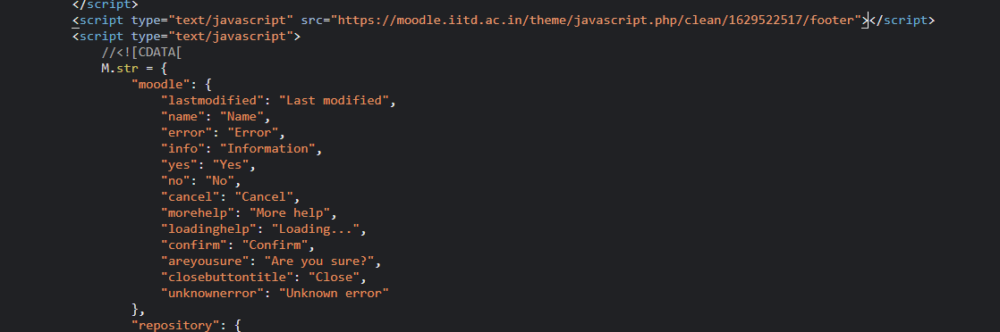 </script>
<script type="text/javascript" src="https://moodle.iitd.ac.in/theme/javascript.php/clean/1629522517/footer"></script>
<script type="text/javascript">
//<![CDATA[
M.str = {
"moodle": {
"lastmodified": "Last modified",
"name": "Name",
"error": "Error",
"info": "Information",
"yes": "Yes",
"no": "No",
"cancel": "Cancel",
"morehelp": "More help",
"loadinghelp": "Loading...",
"confirm": "Confirm",
"areyousure": "Are you sure?",
"closebuttontitle": "Close",
"unknownerror": "Unknown error"
},
"repository": {